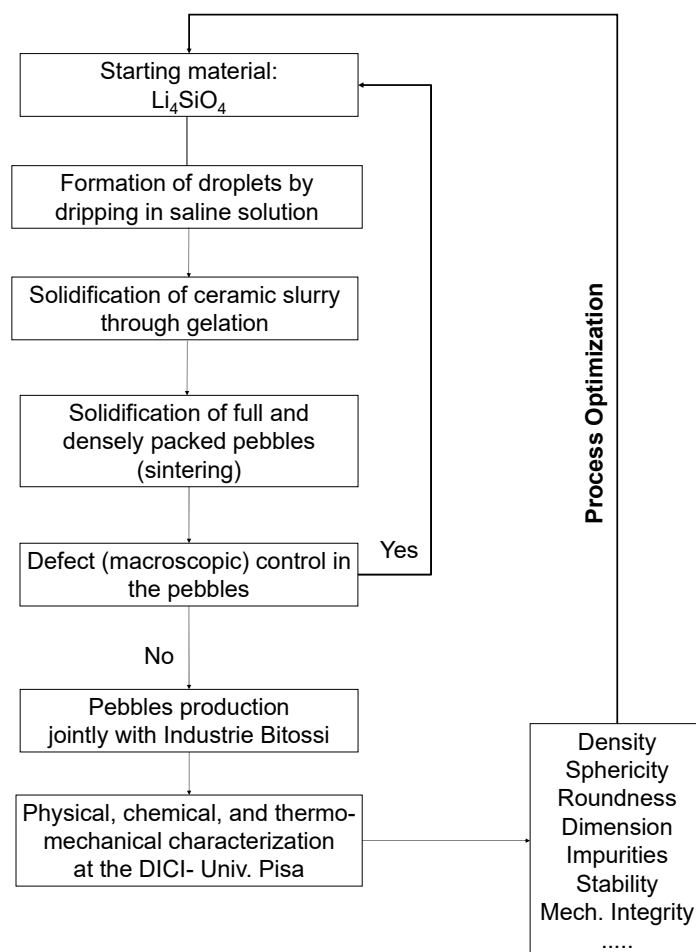 Starting material:
Li₄SiO₄
Formation of droplets by
dripping in saline solution
Solidification of ceramic slurry
through gelation
Solidification of full and
densely packed pebbles
(sintering)
Defect (macroscopic) control in
the pebbles
Yes
No
Pebbles production
jointly with Industrie Bitossi
Physical, chemical, and thermo-
mechanical characterization
at the DICI- Univ. Pisa
Density
Sphericity
Roundness
Dimension
Impurities
Stability
Mech. Integrity
.....
Process Optimization